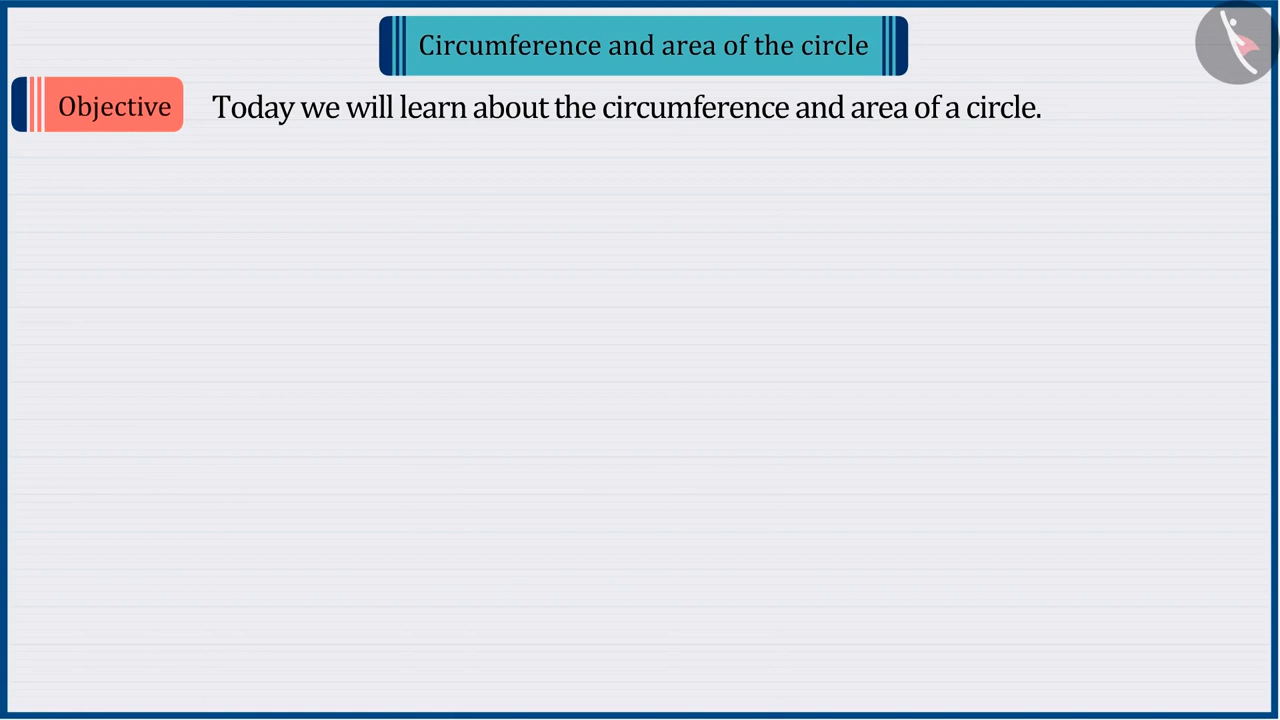 Circumference and area of the circle
Objective
Today we will learn about the circumference and area of a circle.